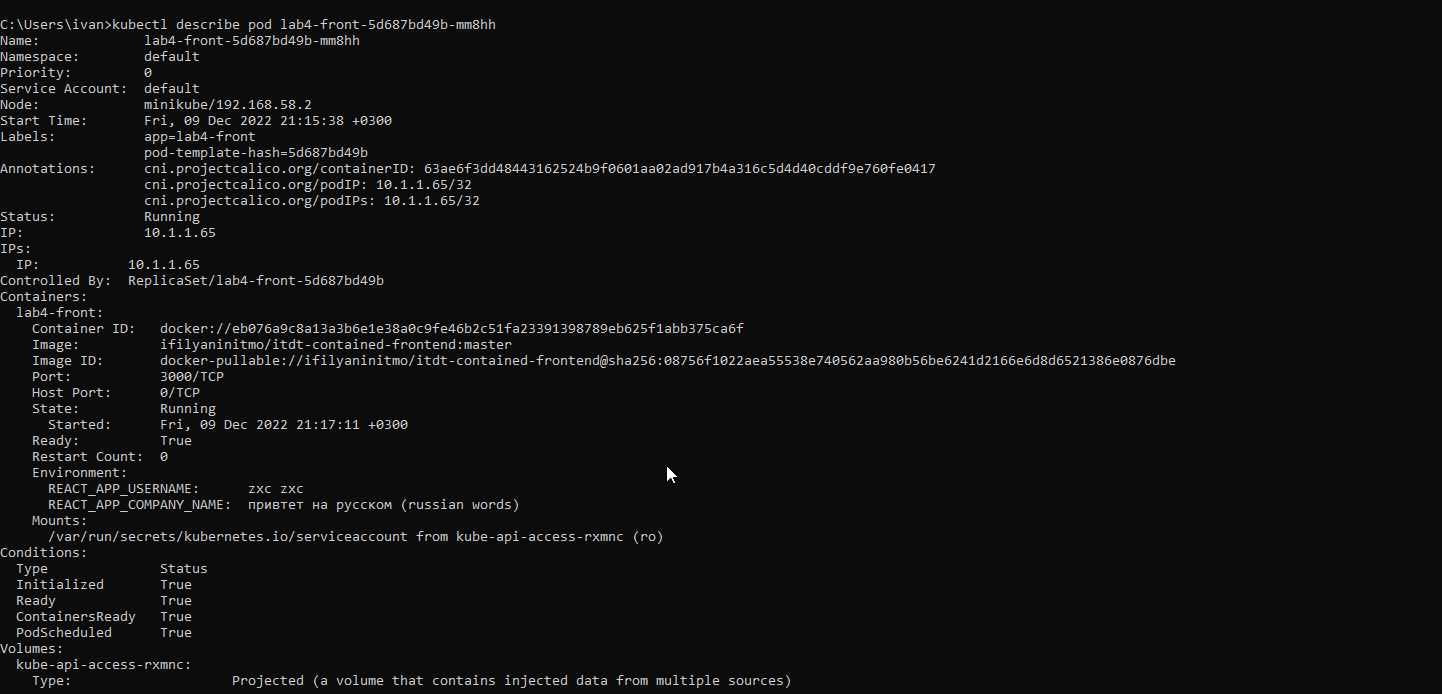 C:\Users\ivan>kubectl describe pod lab4-front-5d687bd49b-mm8hh
Name:             lab4-front-5d687bd49b-mm8hh
Namespace:        default
Priority:         0
Service Account:  default
Node:             minikube/192.168.58.2
Start Time:       Fri, 09 Dec 2022 21:15:38 +0300
Labels:           app=lab4-front
                  pod-template-hash=5d687bd49b
Annotations:      cni.projectcalico.org/containerID: 63ae6f3dd48443162524b9f0601aa02ad917b4a316c5d4d40cddf9e760fe0417
                  cni.projectcalico.org/podIP: 10.1.1.65/32
                  cni.projectcalico.org/podIPs: 10.1.1.65/32
Status:           Running
IP:               10.1.1.65
IPs:
  IP:           10.1.1.65
Controlled By:  ReplicaSet/lab4-front-5d687bd49b
Containers:
  lab4-front:
    Container ID:   docker://eb076a9c8a13a3b6e1e38a0c9fe46b2c51fa23391398789eb625f1abb375ca6f
    Image:          ifilyaninitmo/itdt-contained-frontend:master
    Image ID:       docker-pullable://ifilyaninitmo/itdt-contained-frontend@sha256:08756f1022aea55538e740562aa980b56be6241d2166e6d8d6521386e0876dbe
    Port:           3000/TCP
    Host Port:      0/TCP
    State:          Running
      Started:      Fri, 09 Dec 2022 21:17:11 +0300
    Ready:          True
    Restart Count:  0
    Environment:
      REACT_APP_USERNAME:      zxc zxc
      REACT_APP_COMPANY_NAME:  привтет на русском (russian words)
    Mounts:
      /var/run/secrets/kubernetes.io/serviceaccount from kube-api-access-rxmnc (ro)
Conditions:
  Type              Status
  Initialized       True
  Ready             True
  ContainersReady   True
  PodScheduled      True
Volumes:
  kube-api-access-rxmnc:
    Type:                    Projected (a volume that contains injected data from multiple sources)